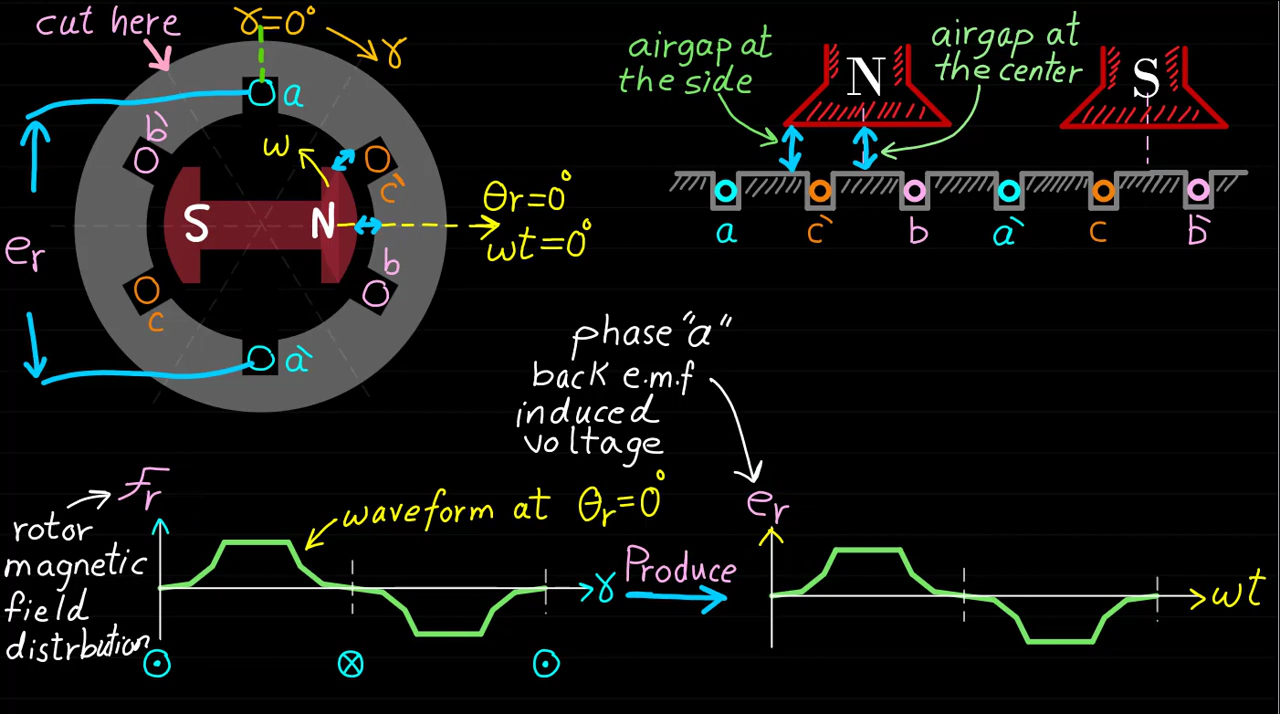 cut here
γ=0°
γ
a
b`
c`
ω
S
N
θr=0°
ωt=0°
er
b
c
a`
airgap at
the side
airgap at
the center
N
S
a
c`
b
a`
c
b`
phase "a"
back e.m.f
induced
voltage
Fr
rotor
magnetic
field
distrbution
waveform at θr=0°
γ
Produce
er
ωt